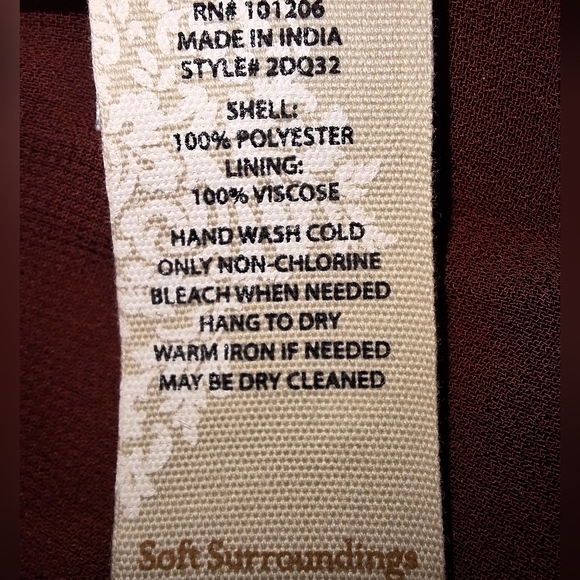 RN# 101206
MADE IN INDIA
STYLE# 2DQ32
SHELL:
100% POLYESTER
LINING:
100% VISCOSE
HAND WASH COLD
ONLY NON-CHLORINE
BLEACH WHEN NEEDED
HANG TO DRY
WARM IRON IF NEEDED
MAY BE DRY CLEANED
Soft Surroundings